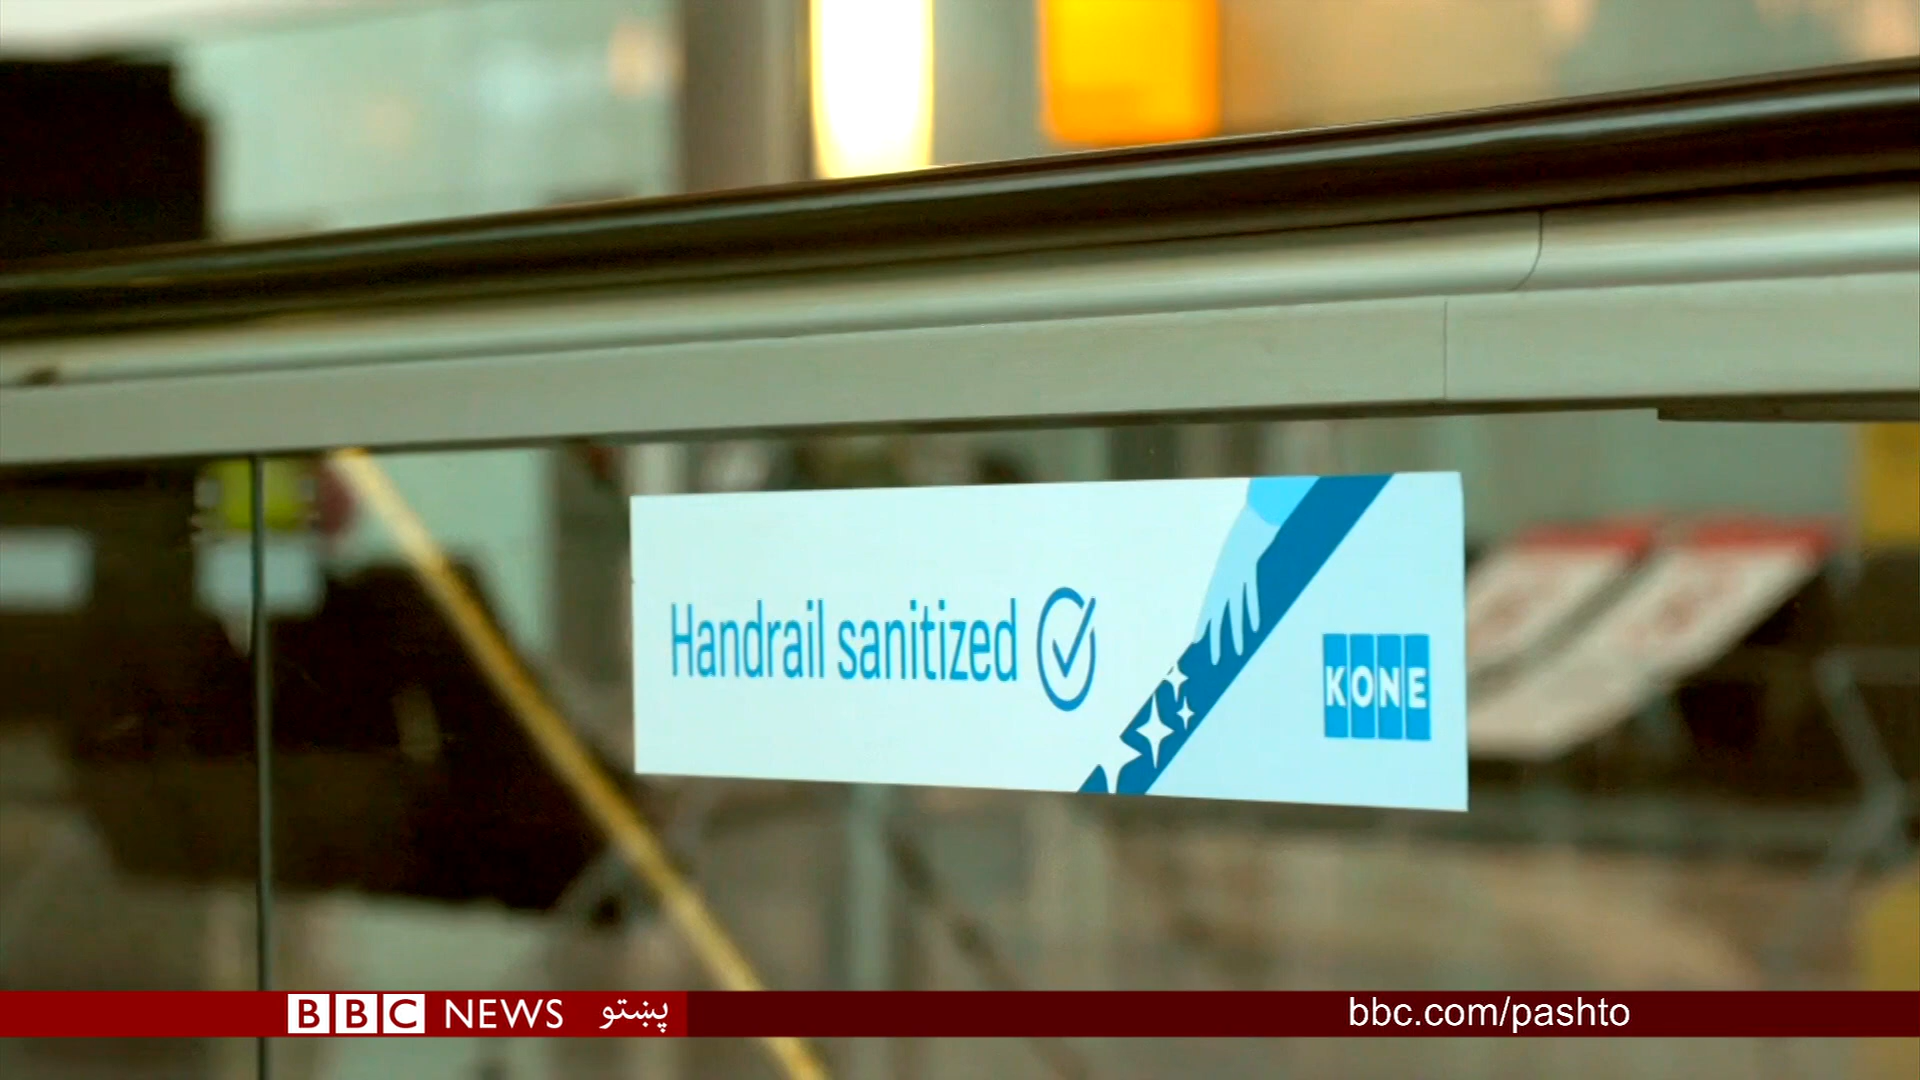 Handrail sanitized
KONE
BBC NEWS پښتو
bbc.com/pashto